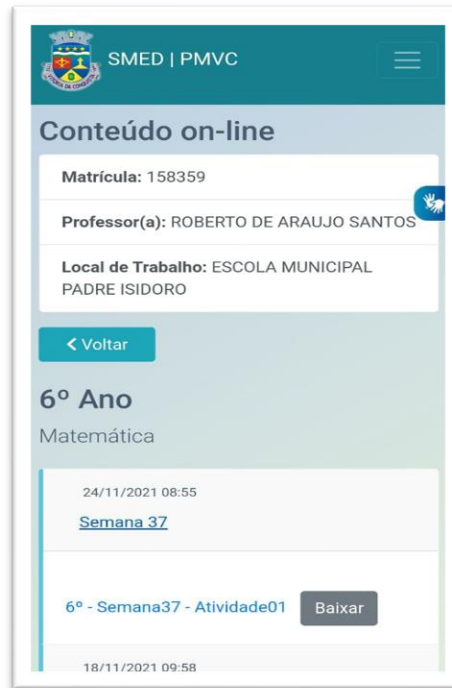 SMED | PMVC
Conteúdo on-line
Matrícula: 158359
Professor(a): ROBERTO DE ARAUJO SANTOS
Local de Trabalho: ESCOLA MUNICIPAL
PADRE ISIDORO
Voltar
6º Ano
Matemática
24/11/2021 08:55
Semana 37
6º - Semana37 - Atividade01 Baixar
18/11/2021 09:58